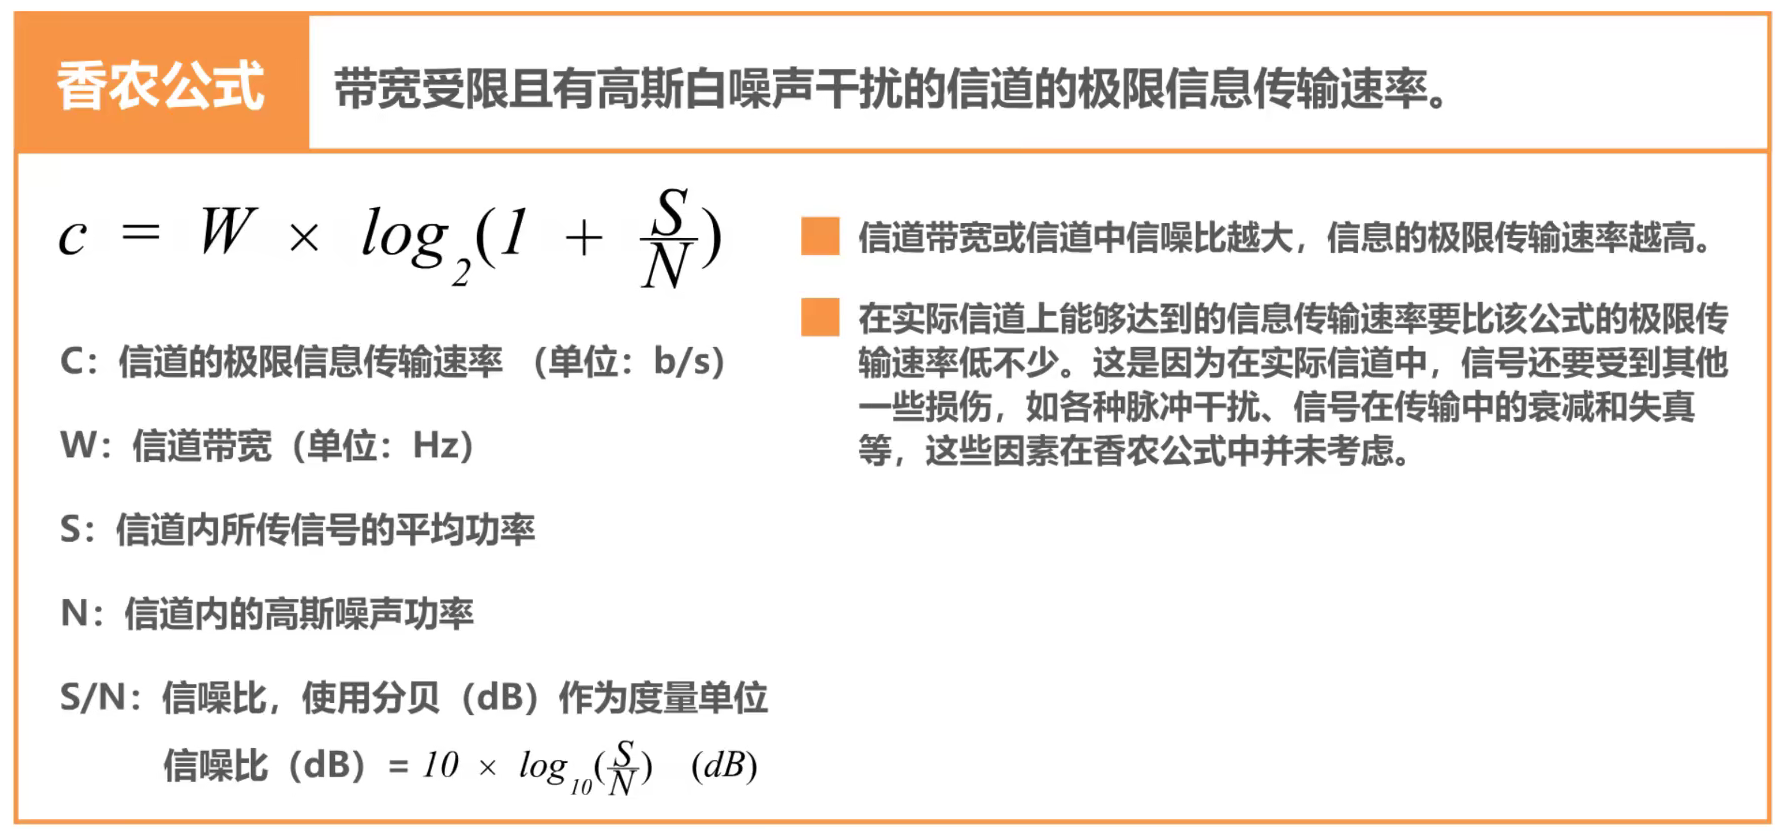 香农公式
带宽受限且有高斯白噪声干扰的信道的极限信息传输速率。
c = W × log₂(1 + S/N)
C：信道的极限信息传输速率 （单位：b/s)
W：信道带宽（单位：Hz）
S：信道内所传信号的平均功率
N：信道内的高斯噪声功率
S/N：信噪比，使用分贝（dB）作为度量单位
信噪比（dB）= 10 × log₁₀(S/N) (dB)
信道带宽或信道中信噪比越大，信息的极限传输速率越高。
在实际信道上能够达到的信息传输速率要比该公式的极限传
输速率低不少。这是因为在实际信道中，信号还要受到其他
一些损伤，如各种脉冲干扰、信号在传输中的衰减和失真
等，这些因素在香农公式中并未考虑。